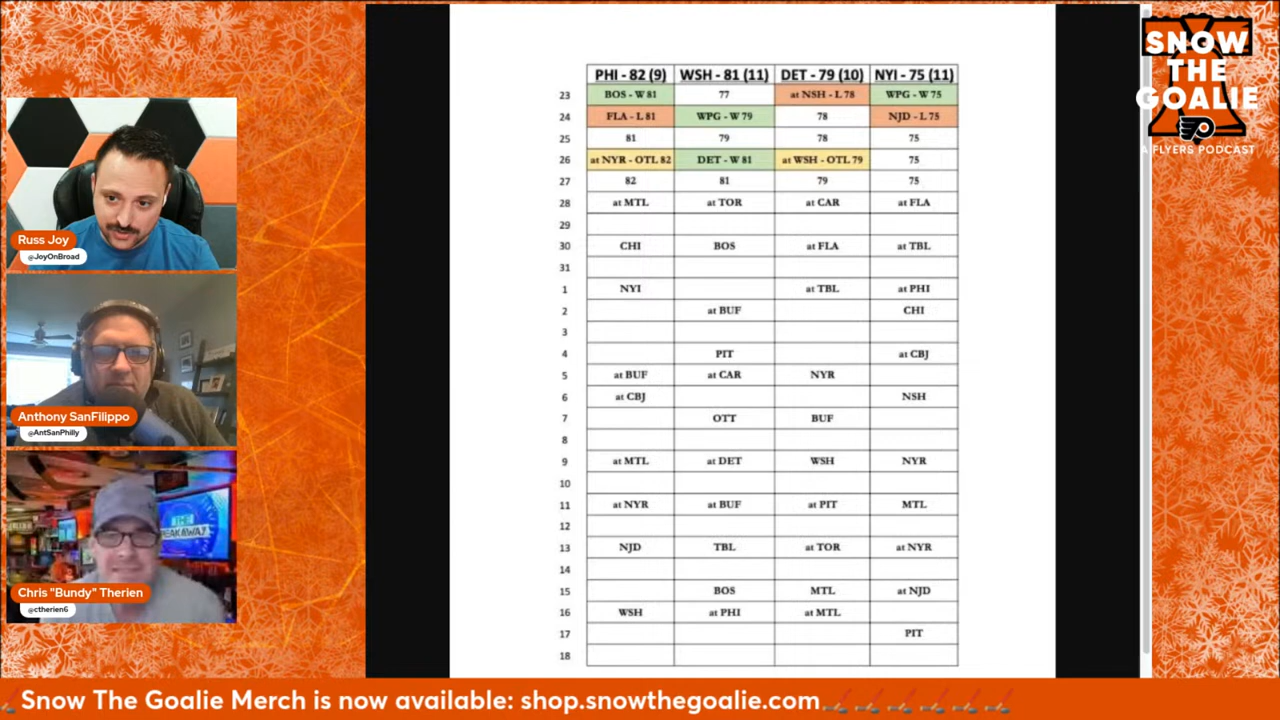 SNOW
THE
GOALIE
A FLYERS PODCAST
Russ Joy
@JoyOnBroad
Anthony SanFilippo
@AntSanPhilly
THE
BREAKAWAY
Chris "Bundy" Therien
@ctherien6
PHI - 82 (9) WSH - 81 (11) DET - 79 (10) NYI - 75 (11)
23 BOS - W 81 77 at NSH - L 78 WPG - W 75
24 FLA - L 81 WPG - W 79 78 NJD - L 75
25 81 79 78 75
26 at NYR - OTL 82 DET - W 81 at WSH - OTL 79 75
27 82 81 79 75
28 at MTL at TOR at CAR at FLA
29
30 CHI BOS at FLA at TBL
31
1 NYI at TBL at PHI
2 at BUF CHI
3
4 PIT at CBJ
5 at BUF at CAR NYR
6 at CBJ NSH
7 OTT BUF
8
9 at MTL at DET WSH NYR
10
11 at NYR at BUF at PIT MTL
12
13 NJD TBL at TOR at NYR
14
15 BOS MTL at NJD
16 WSH at PHI at MTL
17 PIT
18
Snow The Goalie Merch is now available: shop.snowthegoalie.com